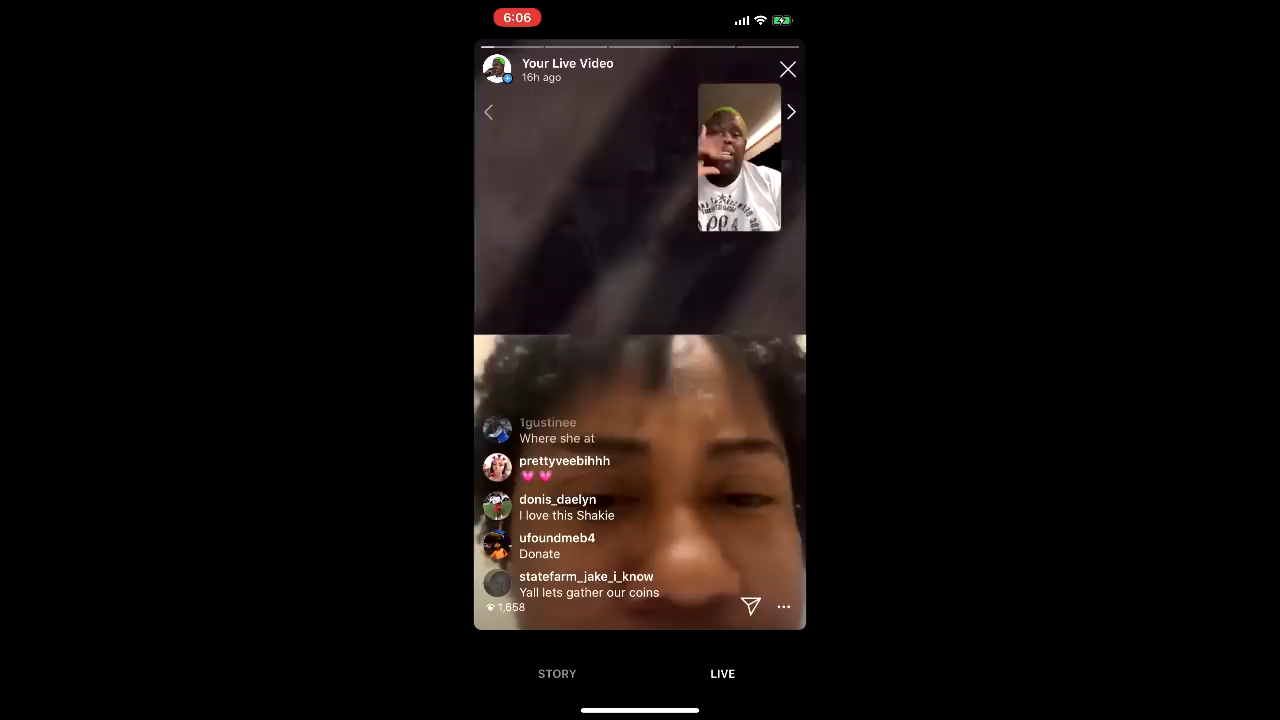 6:06
Your Live Video
16h ago
1gustinee
Where she at
prettyveebihhh
donis_daelyn
I love this Shakie
ufoundmeb4
Donate
statefarm_jake_i_know
Yall lets gather our coins
1,658
STORY
LIVE